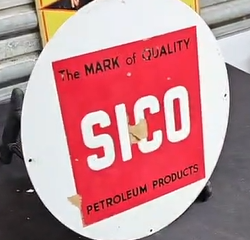 The MARK of QUALITY
SICO
PETROLEUM PRODUCTS